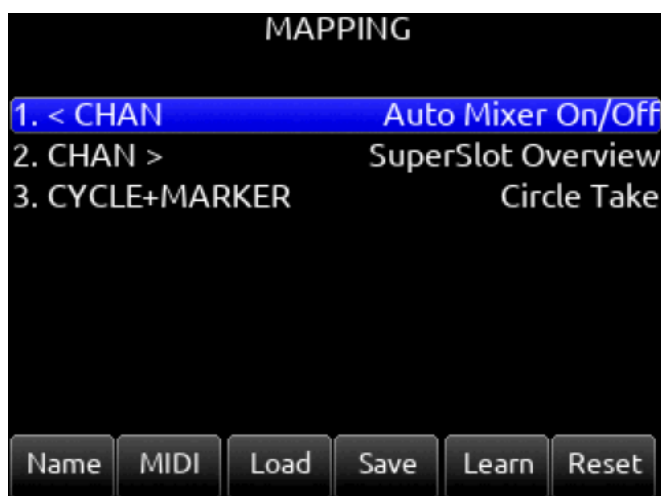 MAPPING
1. < CHAN Auto Mixer On/Off
2. CHAN > SuperSlot Overview
3. CYCLE+MARKER Circle Take
Name MIDI Load Save Learn Reset